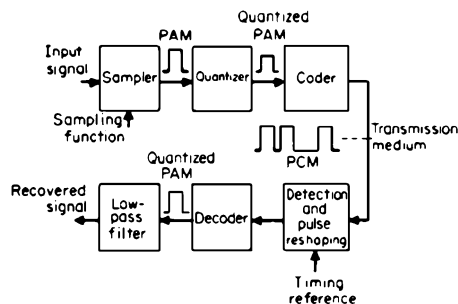 Input
signal
PAM
Quantized
PAM
Sampler
Quantizer
Coder
Sampling
function
Transmission
medium
PCM
Quantized
PAM
Recovered
signal
Low-
pass
filter
Decoder
Detection
and
pulse
reshaping
Timing
reference